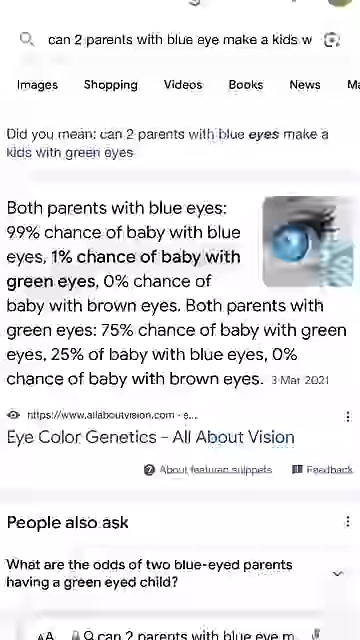 can 2 parents with blue eye make a kids w
Images Shopping Videos Books News Ma
Did you mean: can 2 parents with blue eyes make a
kids with green eyes
Both parents with blue eyes:
99% chance of baby with blue
eyes, 1% chance of baby with
green eyes, 0% chance of
baby with brown eyes. Both parents with
green eyes: 75% chance of baby with green
eyes, 25% of baby with blue eyes, 0%
chance of baby with brown eyes. 3 Mar 2021
https://www.allaboutvision.com › e...
Eye Color Genetics - All About Vision
About featured snippets Feedback
People also ask
What are the odds of two blue-eyed parents
having a green eyed child?
AA can 2 parents with blue eye m